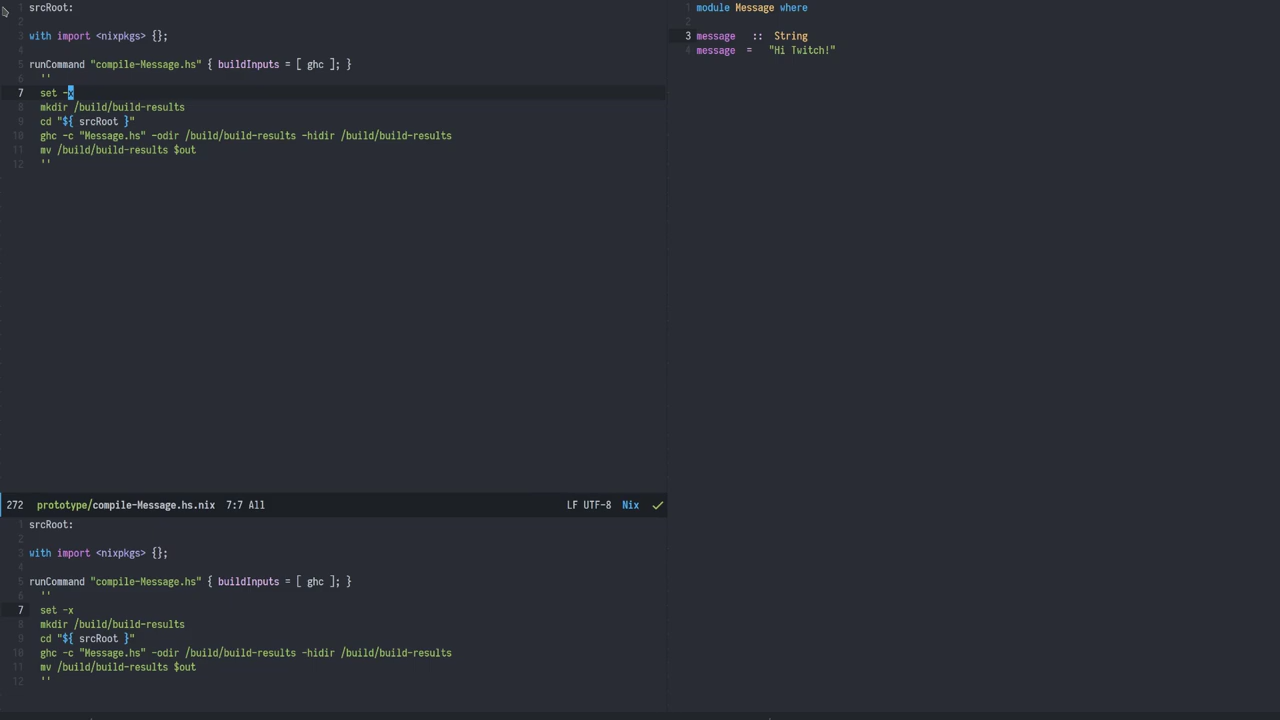 1 srcRoot:
2
3 with import <nixpkgs> {};
4
5 runCommand "compile-Message.hs" { buildInputs = [ ghc ]; }
6 ''
7 set -x
8 mkdir /build/build-results
9 cd "${ srcRoot }"
10 ghc -c "Message.hs" -odir /build/build-results -hidir /build/build-results
11 mv /build/build-results $out
12 ''
272 prototype/compile-Message.hs.nix 7:7 All LF UTF-8 Nix
1 srcRoot:
2
3 with import <nixpkgs> {};
4
5 runCommand "compile-Message.hs" { buildInputs = [ ghc ]; }
6 ''
7 set -x
8 mkdir /build/build-results
9 cd "${ srcRoot }"
10 ghc -c "Message.hs" -odir /build/build-results -hidir /build/build-results
11 mv /build/build-results $out
12 ''
1 module Message where
2
3 message :: String
4 message = "Hi Twitch!"